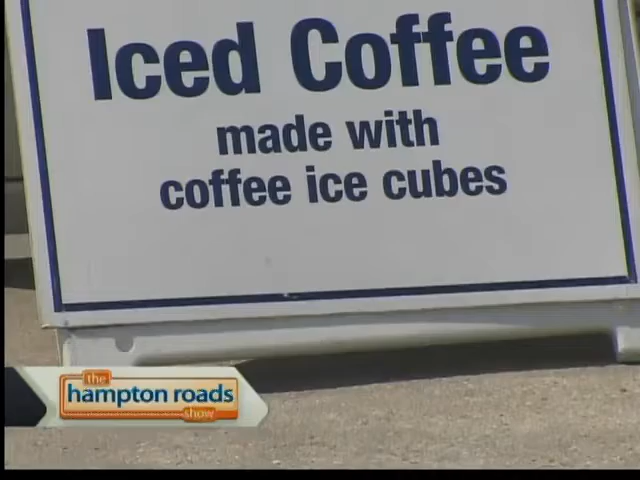 Iced Coffee
made with
coffee ice cubes
the
hampton roads
show